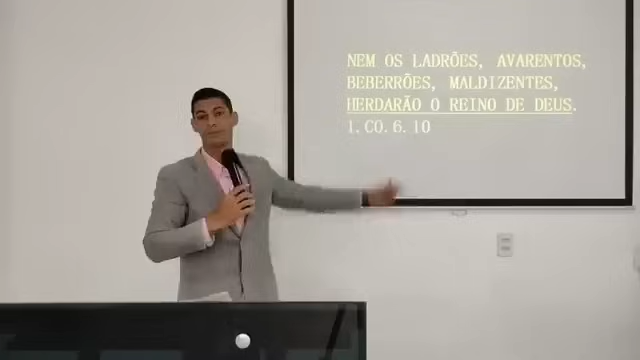 NEM OS LADRÕES, AVARENTOS,
BEBERRÕES, MALDIZENTES,
HERDARÃO O REINO DE DEUS.
1.CO.6.10